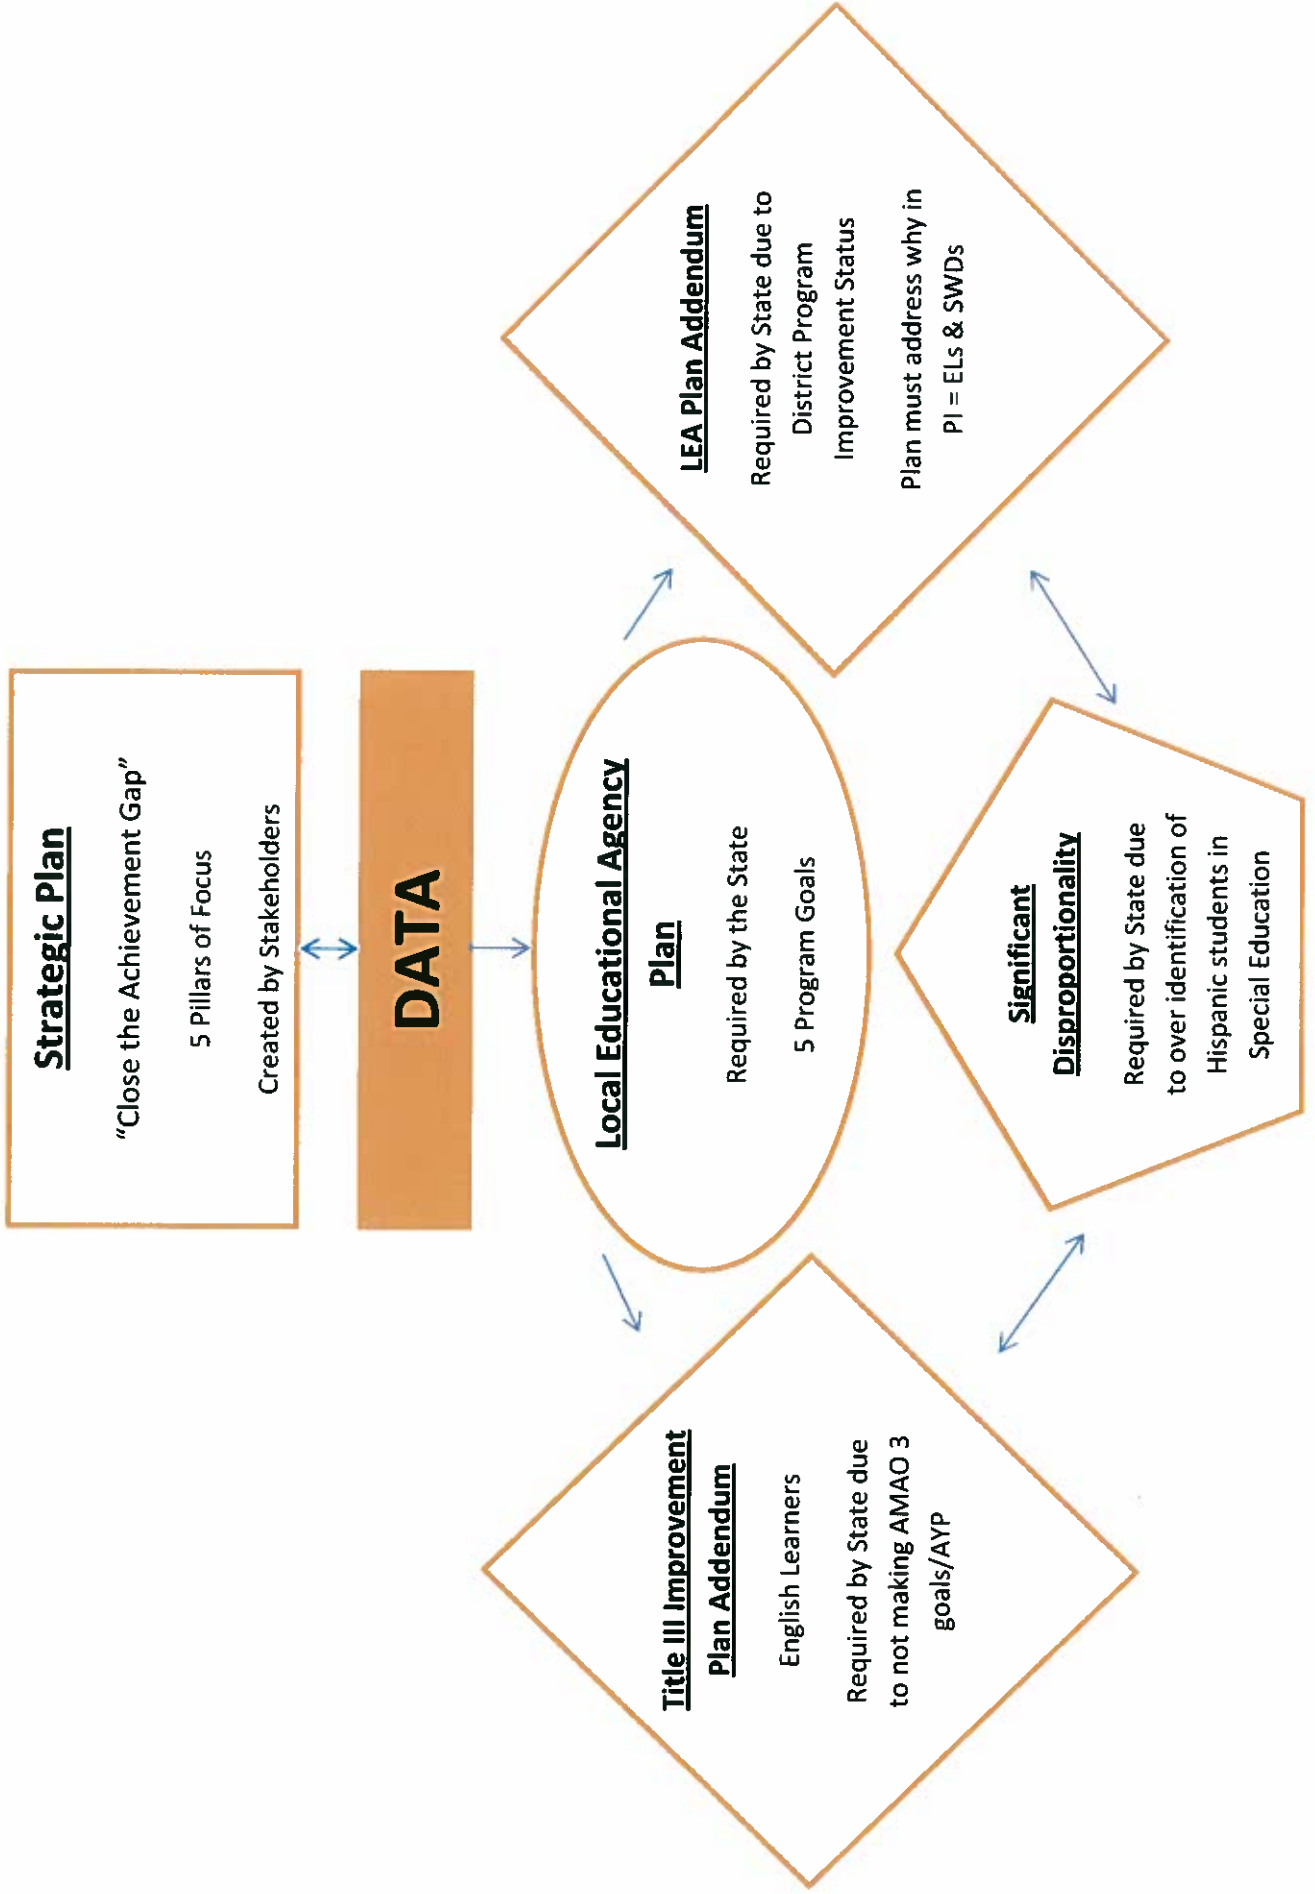 Strategic Plan
“Close the Achievement Gap”
5 Pillars of Focus
Created by Stakeholders
DATA
Local Educational Agency
Plan
Required by the State
5 Program Goals
Title III Improvement
Plan Addendum
English Learners
Required by State due
to not making AMAO 3
goals/AYP
LEA Plan Addendum
Required by State due to
District Program
Improvement Status
Plan must address why in
PI = ELs & SWDs
Significant
Disproportionality
Required by State due
to over identification of
Hispanic students in
Special Education